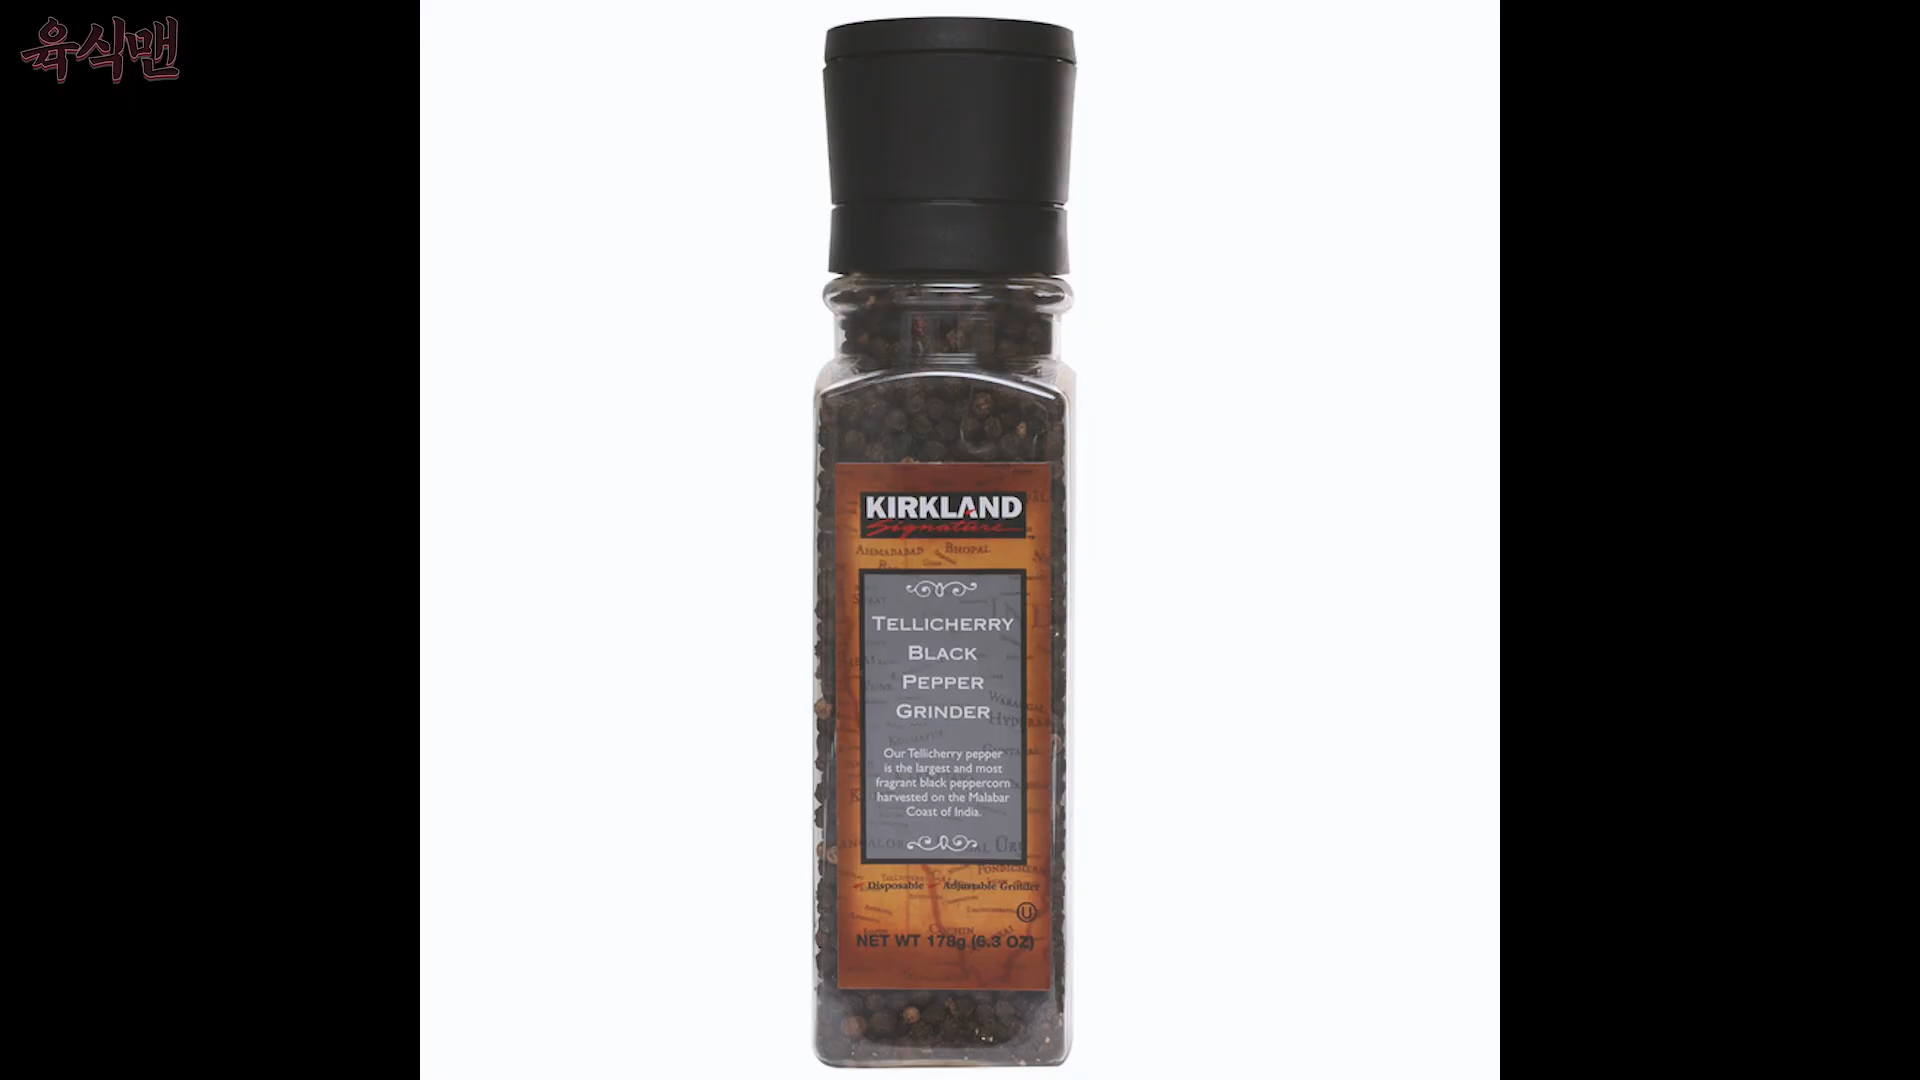 육식맨
KIRKLAND
Signature
AHMADABAD BHOPAL
TELLICHERRY
BLACK
PEPPER
GRINDER
Our Tellicherry pepper
is the largest and most
fragrant black peppercorn
harvested on the Malabar
Coast of India.
PONDICHERRY
Disposable Adjustable Grinder
U
COCHIN
NET WT 178g (6.3 OZ)